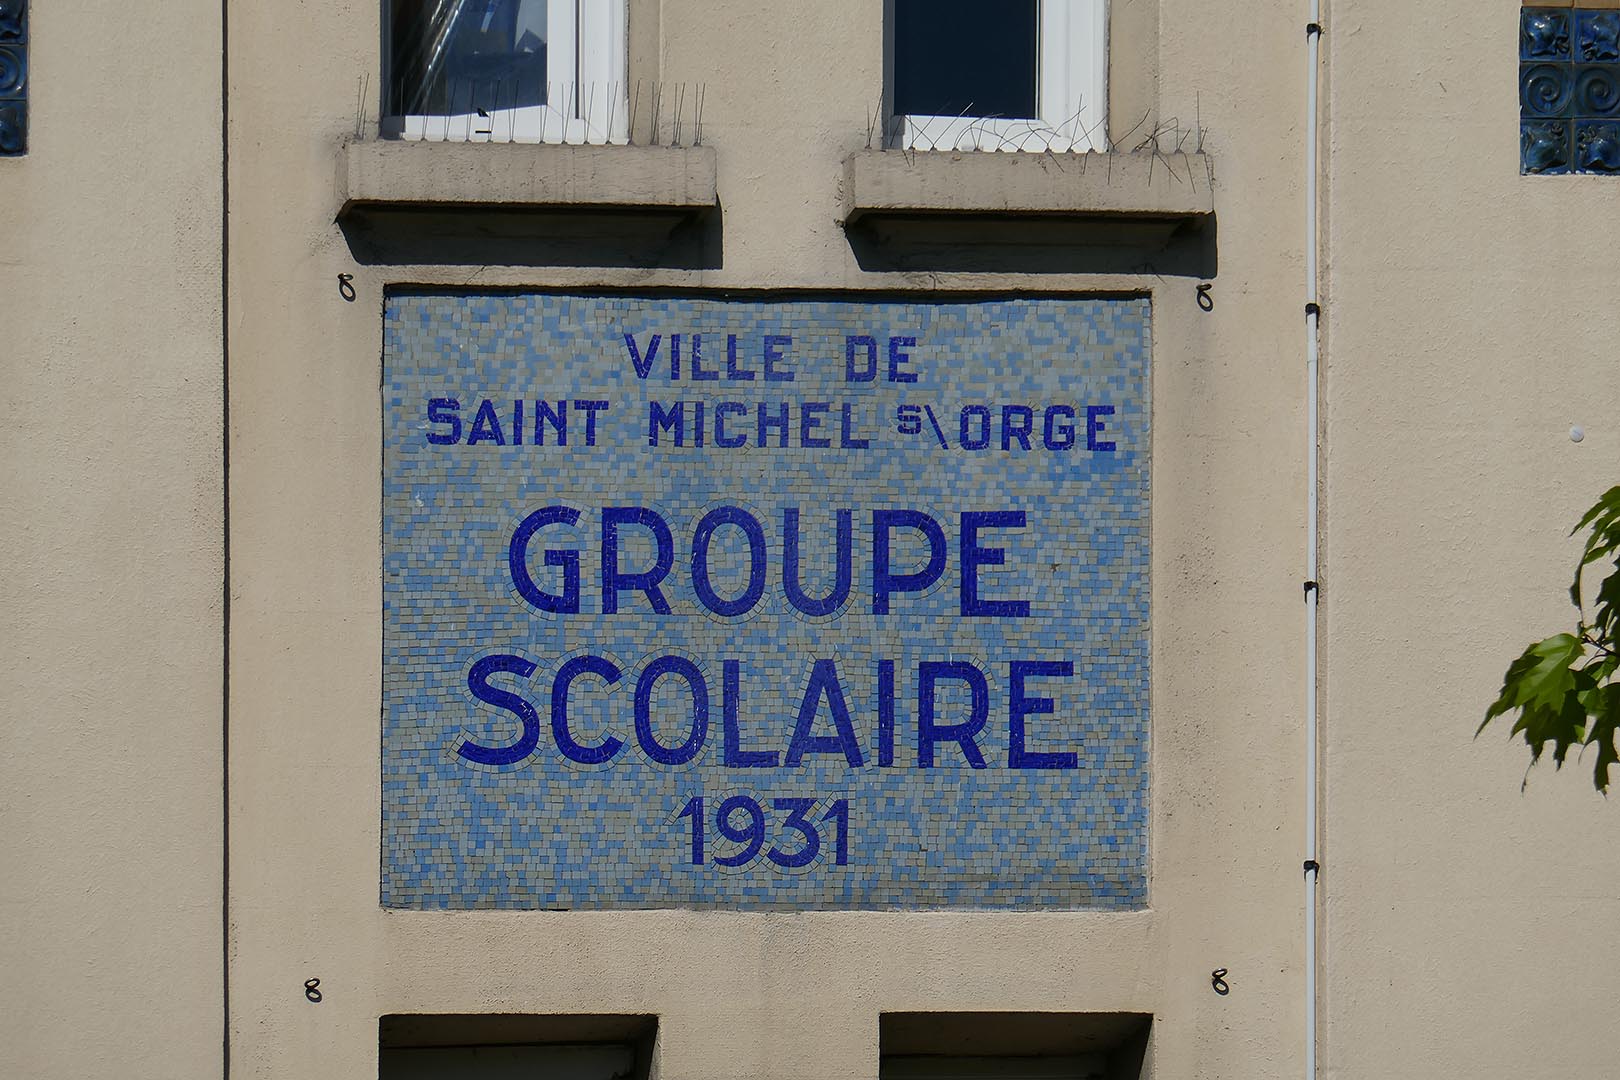 VILLE DE
SAINT MICHEL S\ORGE
GROUPE
SCOLAIRE
1931